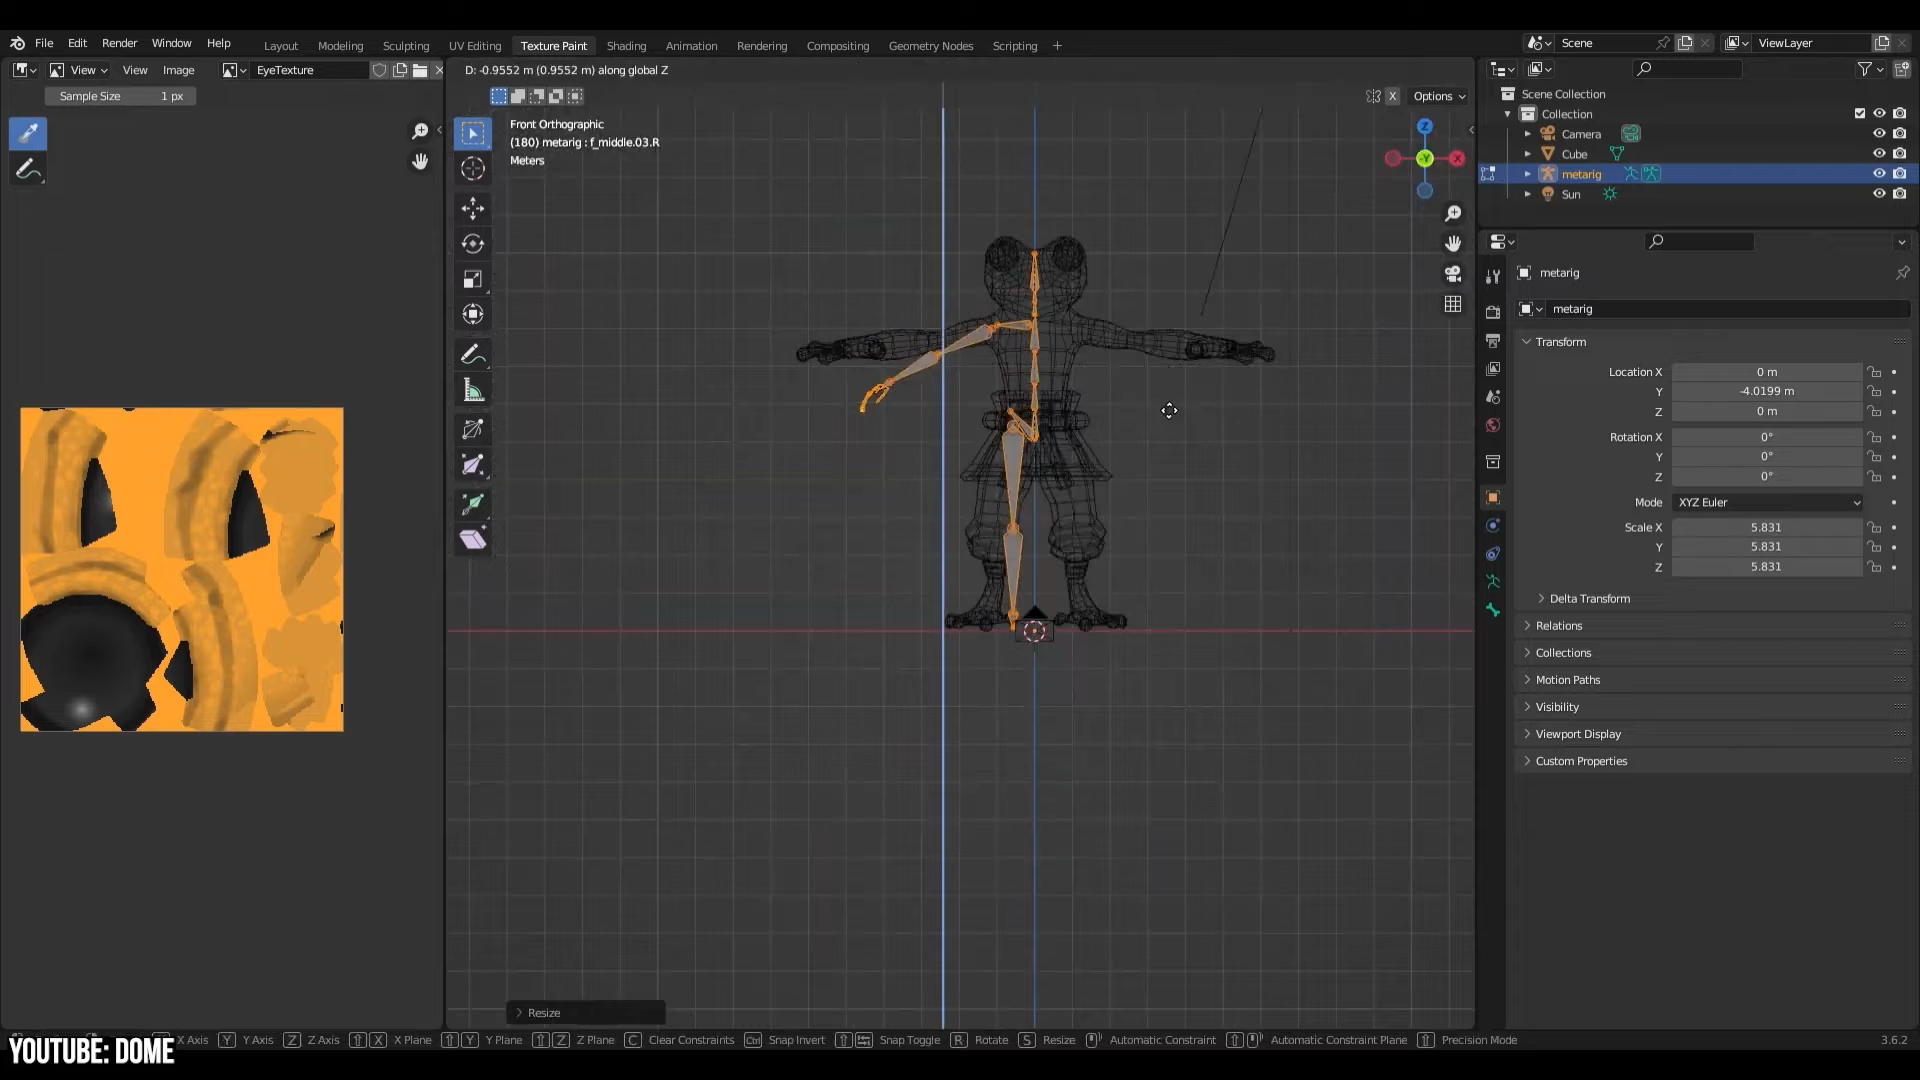 File Edit Render Window Help
Layout Modeling Sculpting UV Editing Texture Paint Shading Animation Rendering Compositing Geometry Nodes Scripting +
Scene
ViewLayer
View View Image
EyeTexture
D: -0.9552 m (0.9552 m) along global Z
Sample Size 1 px
X
Options
Front Orthographic
(180) metarig : f_middle.03.R
Meters
Z
-Y
X
Scene Collection
Collection
Camera
Cube
metarig
Sun
metarig
metarig
Transform
Location X 0 m
Y -4.0199 m
Z 0 m
Rotation X 0°
Y 0°
Z 0°
Mode XYZ Euler
Scale X 5.831
Y 5.831
Z 5.831
Delta Transform
Relations
Collections
Motion Paths
Visibility
Viewport Display
Custom Properties
Resize
X Axis Y Y Axis Z Z Axis X X Plane Y Y Plane Z Z Plane C Clear Constraints Ctrl Snap Invert Snap Toggle R Rotate S Resize Automatic Constraint Automatic Constraint Plane Precision Mode
3.6.2
YOUTUBE: DOME